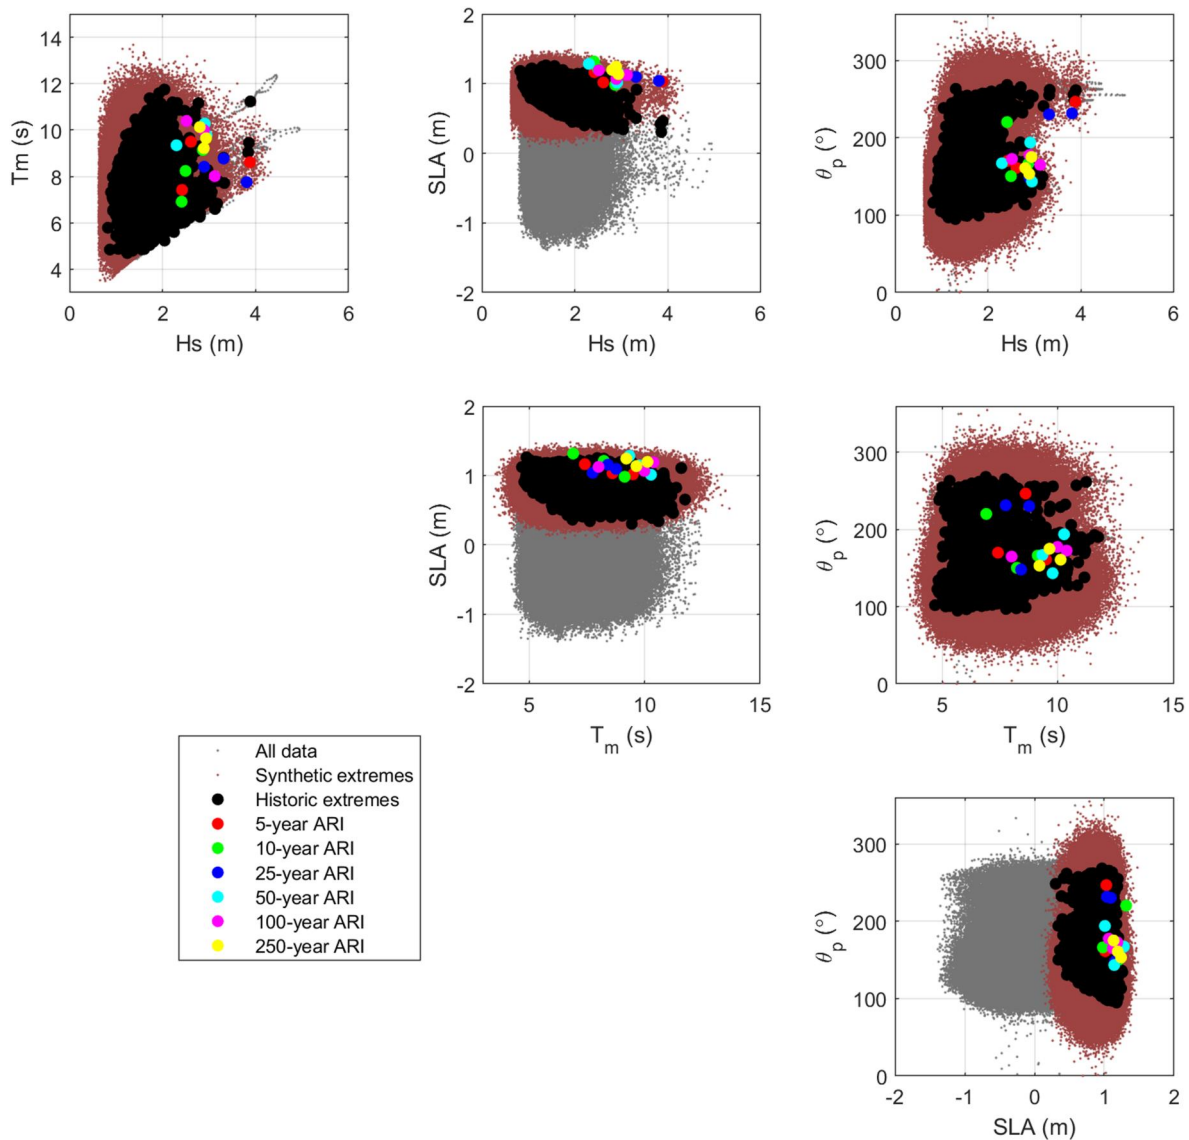 14
12
10
8
6
4
Tm (s)
0 2 4 6
Hs (m)
2
1
0
-1
-2
SLA (m)
0 2 4 6
Hs (m)
300
200
100
0
θp (°)
0 2 4 6
Hs (m)
2
1
0
-1
-2
SLA (m)
5 10 15
Tm (s)
300
200
100
0
θp (°)
5 10 15
Tm (s)
All data
Synthetic extremes
Historic extremes
5-year ARI
10-year ARI
25-year ARI
50-year ARI
100-year ARI
250-year ARI
300
200
100
0
θp (°)
-2 -1 0 1 2
SLA (m)